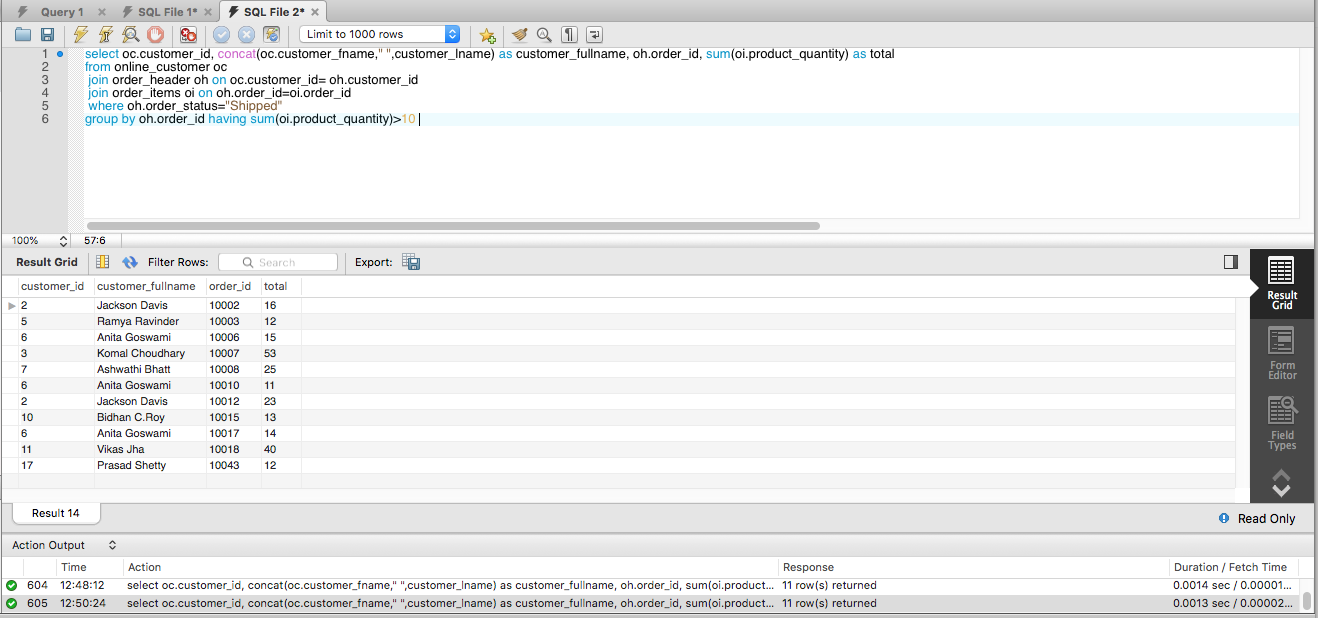 Query 1 SQL File 1* SQL File 2*
Limit to 1000 rows
1 select oc.customer_id, concat(oc.customer_fname," ",customer_lname) as customer_fullname, oh.order_id, sum(oi.product_quantity) as total
2 from online_customer oc
3 join order_header oh on oc.customer_id= oh.customer_id
4 join order_items oi on oh.order_id=oi.order_id
5 where oh.order_status="Shipped"
6 group by oh.order_id having sum(oi.product_quantity)>10
100% 57:6
Result Grid Filter Rows: Search Export:
customer_id customer_fullname order_id total
2 Jackson Davis 10002 16
5 Ramya Ravinder 10003 12
6 Anita Goswami 10006 15
3 Komal Choudhary 10007 53
7 Ashwathi Bhatt 10008 25
6 Anita Goswami 10010 11
2 Jackson Davis 10012 23
10 Bidhan C.Roy 10015 13
6 Anita Goswami 10017 14
11 Vikas Jha 10018 40
17 Prasad Shetty 10043 12
Result
Grid
Form
Editor
Field
Types
Result 14
Read Only
Action Output
Time Action Response Duration / Fetch Time
604 12:48:12 select oc.customer_id, concat(oc.customer_fname," ",customer_lname) as customer_fullname, oh.order_id, sum(oi.product... 11 row(s) returned 0.0014 sec / 0.00001...
605 12:50:24 select oc.customer_id, concat(oc.customer_fname," ",customer_lname) as customer_fullname, oh.order_id, sum(oi.product... 11 row(s) returned 0.0013 sec / 0.00002...